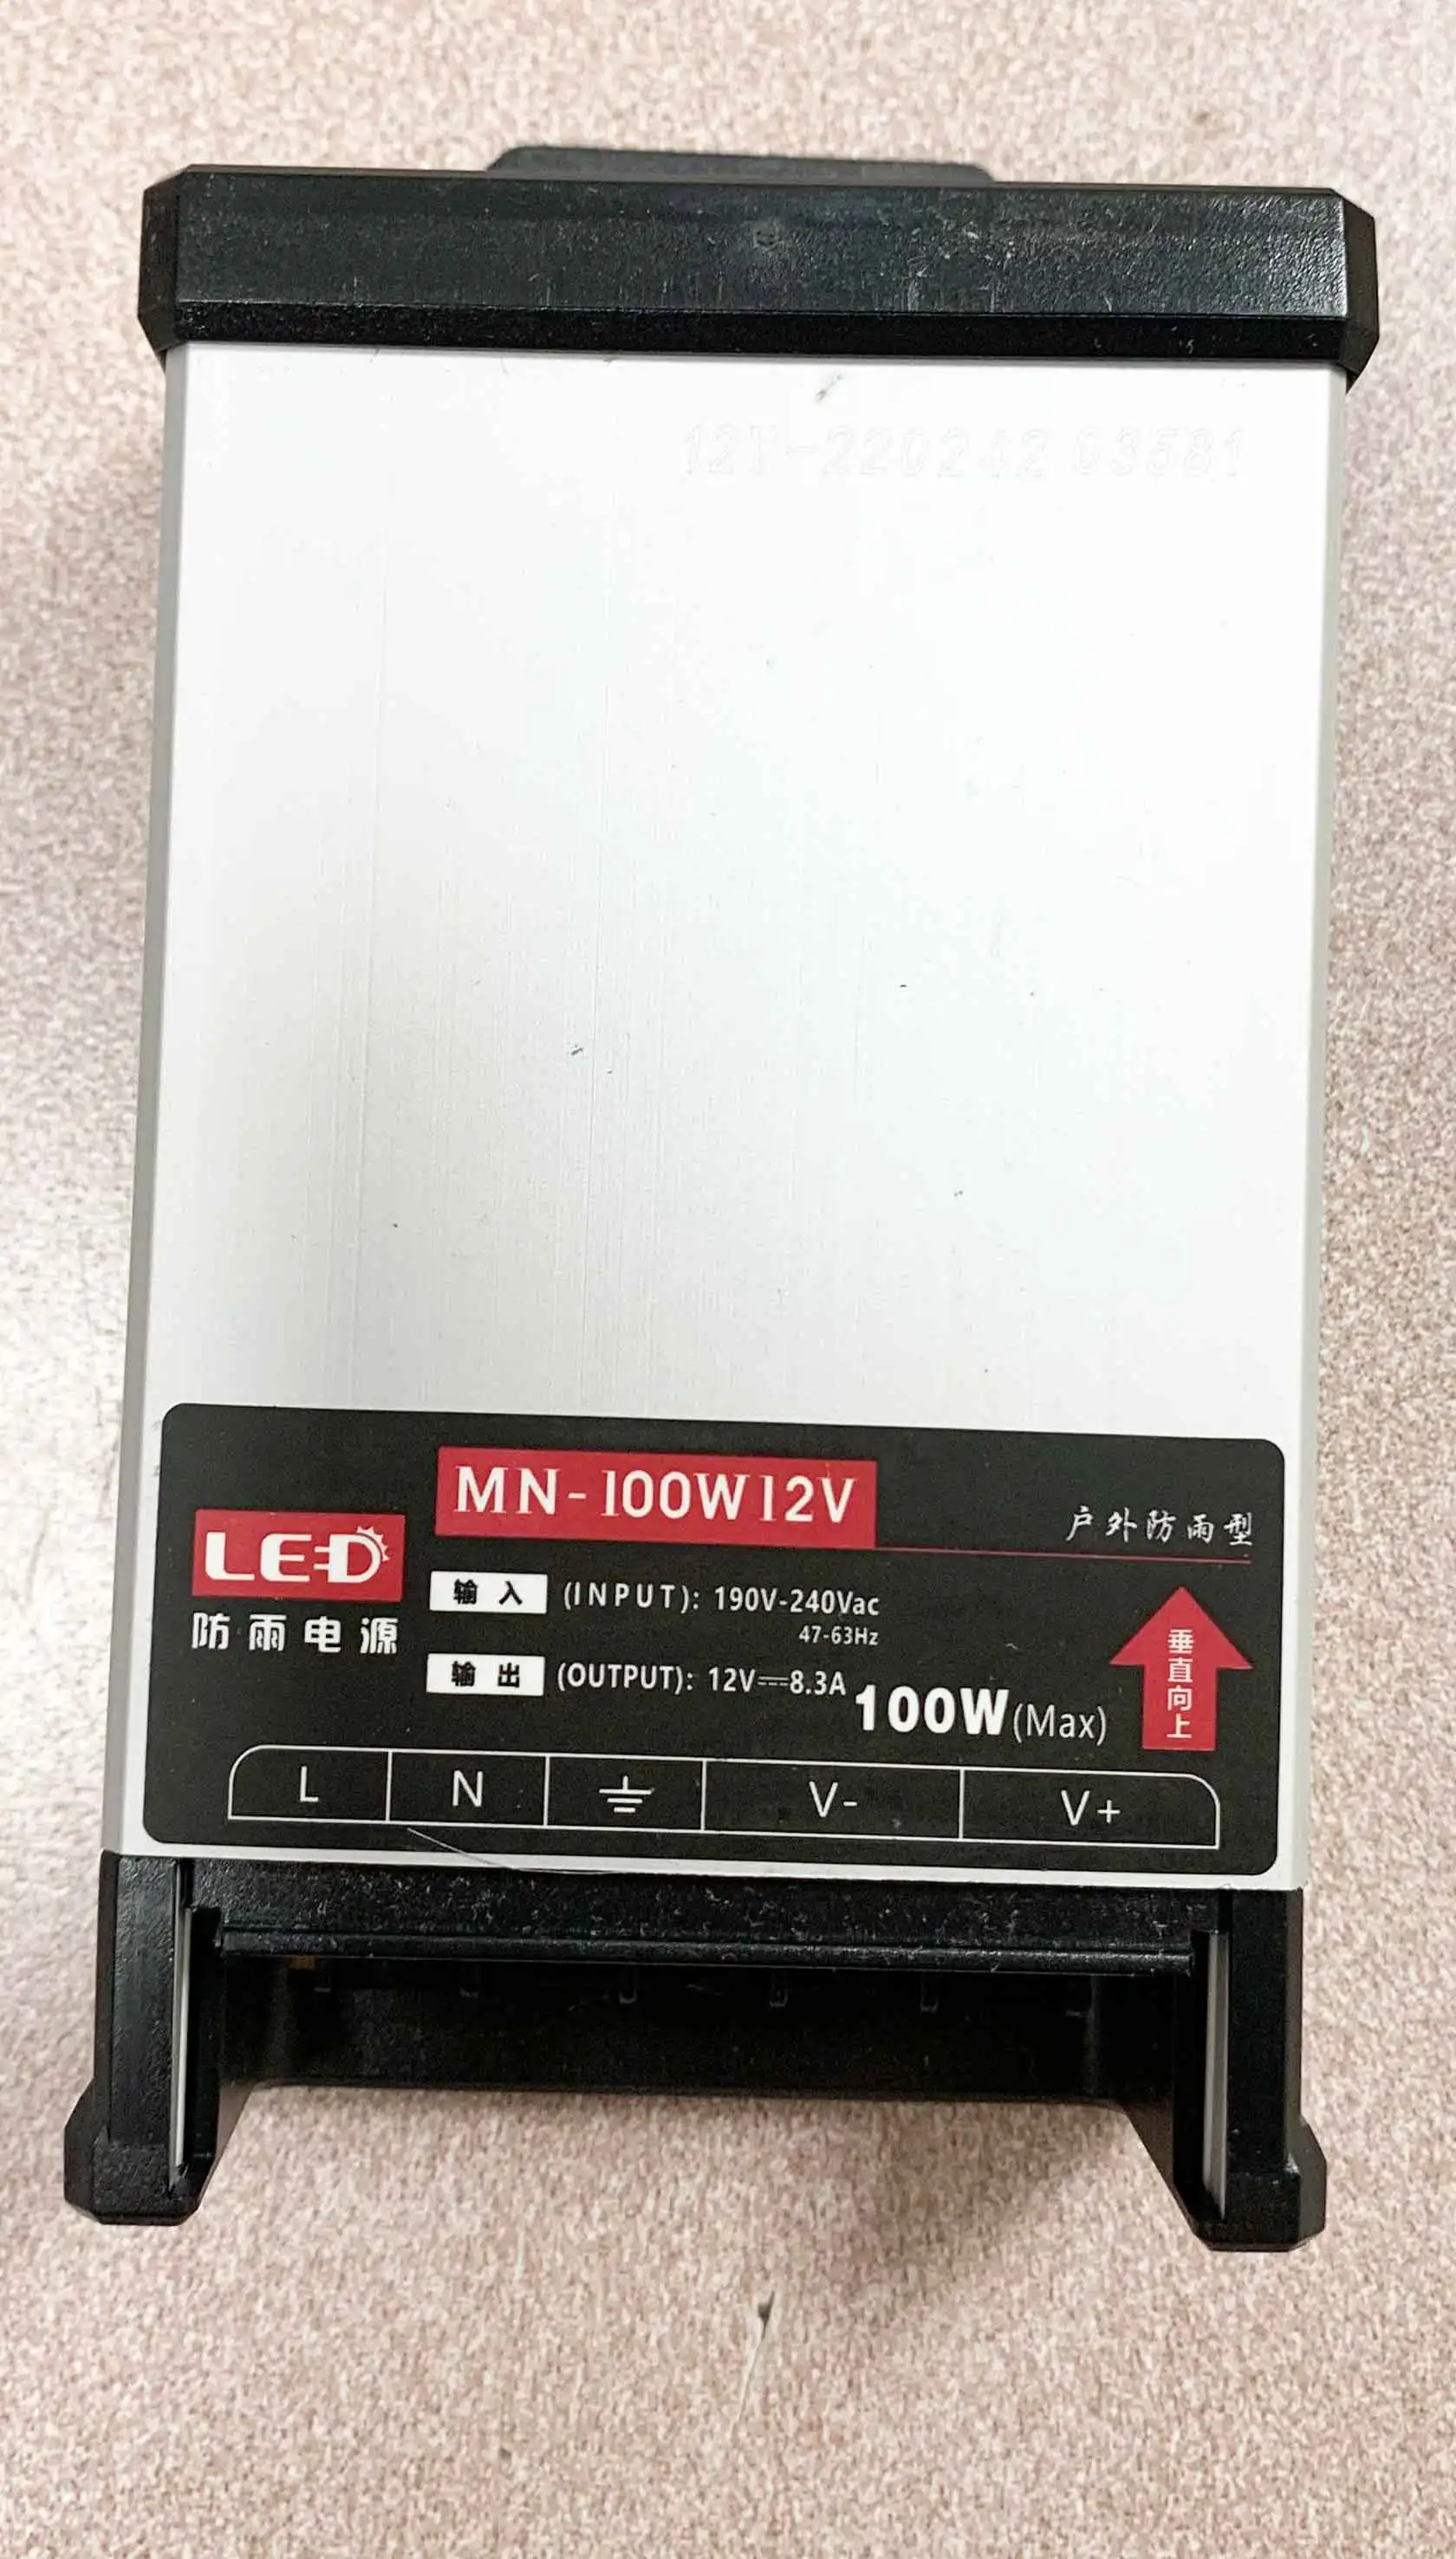 12V-220242 03581
MN-100W12V
户外防雨型
LED
防雨电源
输入 (INPUT): 190V-240Vac
47-63Hz
输出 (OUTPUT): 12V⎓8.3A 100W(Max)
垂直向上
L N ⏚ V- V+